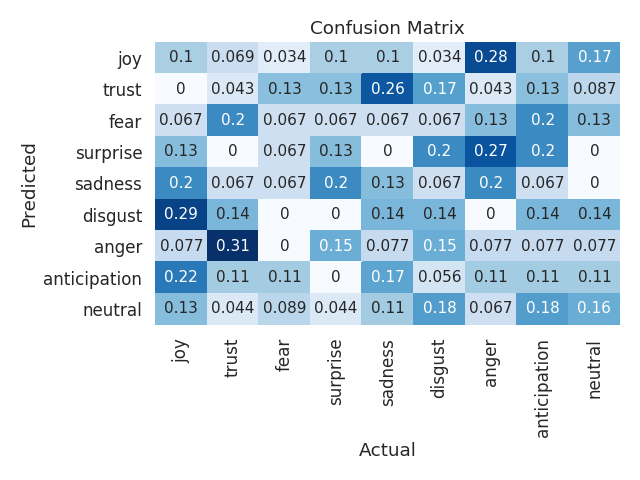 Confusion Matrix
joy 0.1 0.069 0.034 0.1 0.1 0.034 0.28 0.1 0.17
trust 0 0.043 0.13 0.13 0.26 0.17 0.043 0.13 0.087
fear 0.067 0.2 0.067 0.067 0.067 0.067 0.13 0.2 0.13
surprise 0.13 0 0.067 0.13 0 0.2 0.27 0.2 0
sadness 0.2 0.067 0.067 0.2 0.13 0.067 0.2 0.067 0
disgust 0.29 0.14 0 0 0.14 0.14 0 0.14 0.14
anger 0.077 0.31 0 0.15 0.077 0.15 0.077 0.077 0.077
anticipation 0.22 0.11 0.11 0 0.17 0.056 0.11 0.11 0.11
neutral 0.13 0.044 0.089 0.044 0.11 0.18 0.067 0.18 0.16
Predicted
joy trust fear surprise sadness disgust anger anticipation neutral
Actual